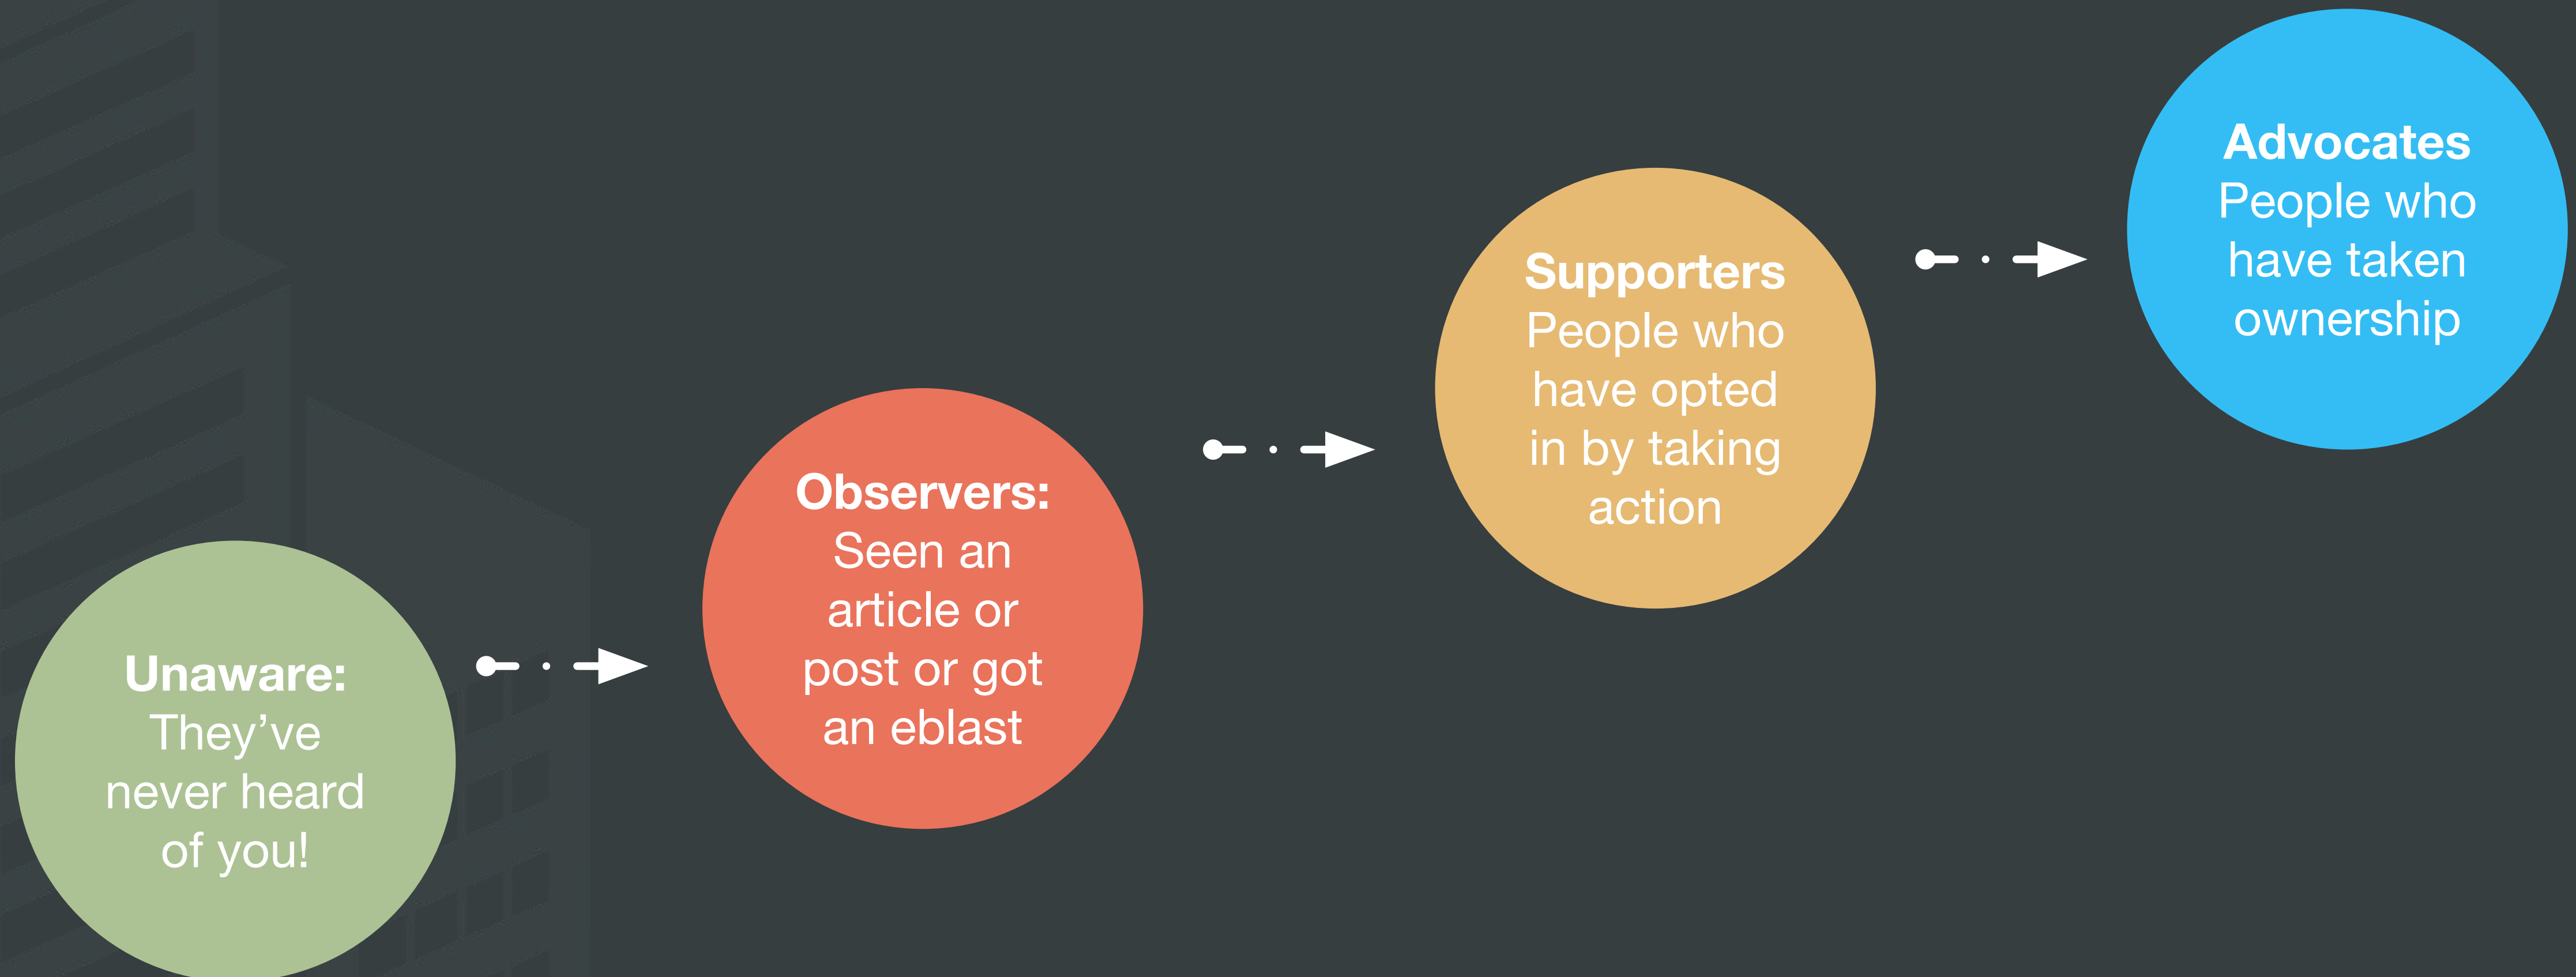 Unaware:
They’ve
never heard
of you!
Observers:
Seen an
article or
post or got
an eblast
Supporters
People who
have opted
in by taking
action
Advocates
People who
have taken
ownership